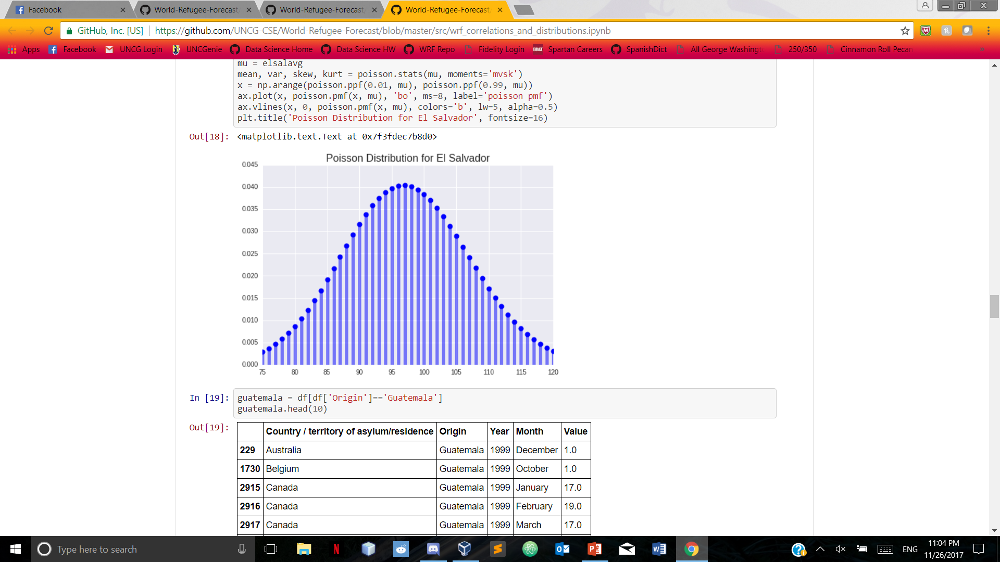 Facebook
World-Refugee-Forecast
World-Refugee-Forecast
World-Refugee-Forecast
GitHub, Inc. [US] https://github.com/UNCG-CSE/World-Refugee-Forecast/blob/master/src/wrf_correlations_and_distributions.ipynb
Apps Facebook UNCG Login UNCGenie Data Science Home Data Science HW WRF Repo Fidelity Login BB&T Spartan Careers SpanishDict All George Washingt 250/350 Cinnamon Roll Pecan
mu = elsalavg
mean, var, skew, kurt = poisson.stats(mu, moments='mvsk')
x = np.arange(poisson.ppf(0.01, mu), poisson.ppf(0.99, mu))
ax.plot(x, poisson.pmf(x, mu), 'bo', ms=8, label='poisson pmf')
ax.vlines(x, 0, poisson.pmf(x, mu), colors='b', lw=5, alpha=0.5)
plt.title('Poisson Distribution for El Salvador', fontsize=16)
Out[18]: <matplotlib.text.Text at 0x7f3fdec7b8d0>
Poisson Distribution for El Salvador
0.045
0.040
0.035
0.030
0.025
0.020
0.015
0.010
0.005
0.000
75 80 85 90 95 100 105 110 115 120
In [19]: guatemala = df[df['Origin']=='Guatemala']
guatemala.head(10)
Out[19]:
Country / territory of asylum/residence Origin Year Month Value
229 Australia Guatemala 1999 December 1.0
1730 Belgium Guatemala 1999 October 1.0
2915 Canada Guatemala 1999 January 17.0
2916 Canada Guatemala 1999 February 19.0
2917 Canada Guatemala 1999 March 17.0
Type here to search
ENG
11:04 PM
11/26/2017